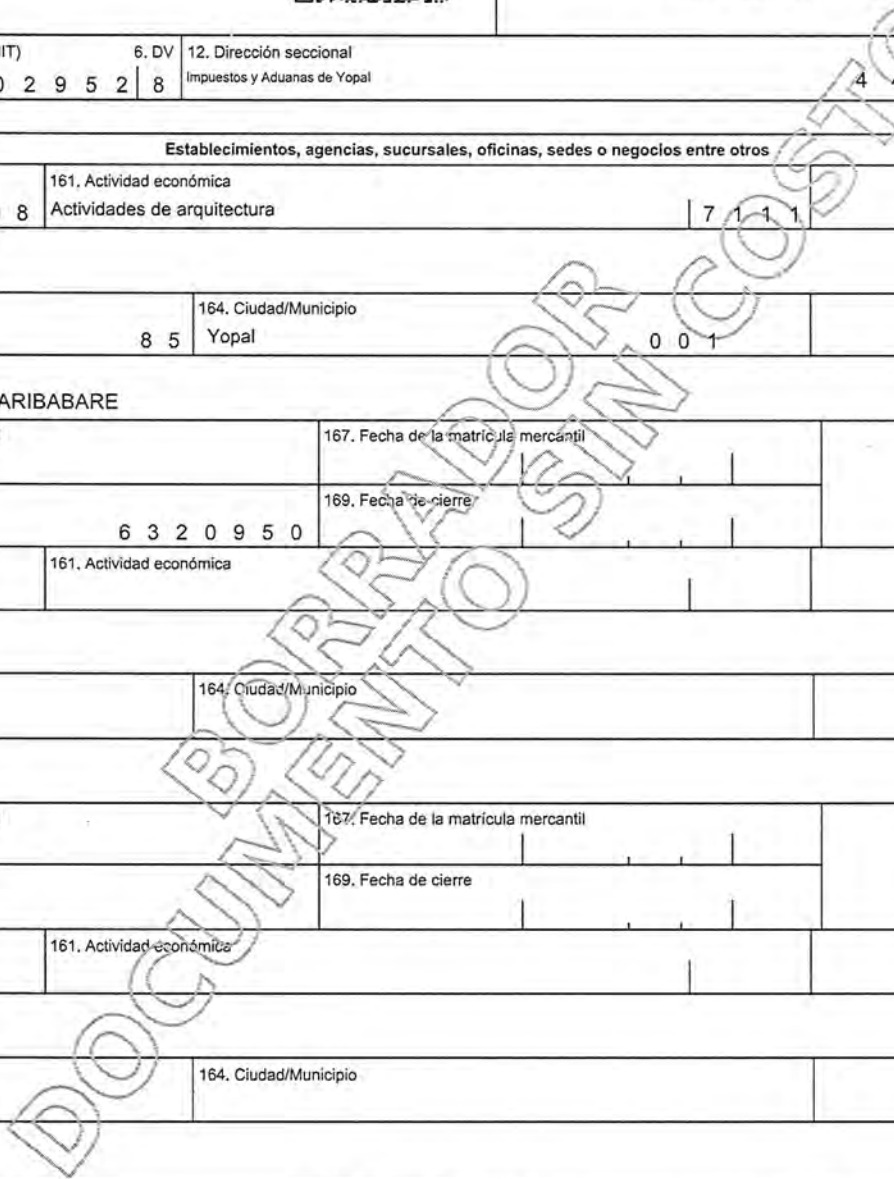 IIT) 6. DV 12. Dirección seccional
0 2 9 5 2 8 Impuestos y Aduanas de Yopal 4
Establecimientos, agencias, sucursales, oficinas, sedes o negocios entre otros
161. Actividad económica
8 Actividades de arquitectura 7 1 1 1
164. Ciudad/Municipio
8 5 Yopal 0 0 1
ARIBABARE
167. Fecha de la matrícula mercantil
169. Fecha de cierre
6 3 2 0 9 5 0
161. Actividad económica
164. Ciudad/Municipio
167. Fecha de la matrícula mercantil
169. Fecha de cierre
161. Actividad económica
164. Ciudad/Municipio
BORRADOR
DOCUMENTO SIN COSTO